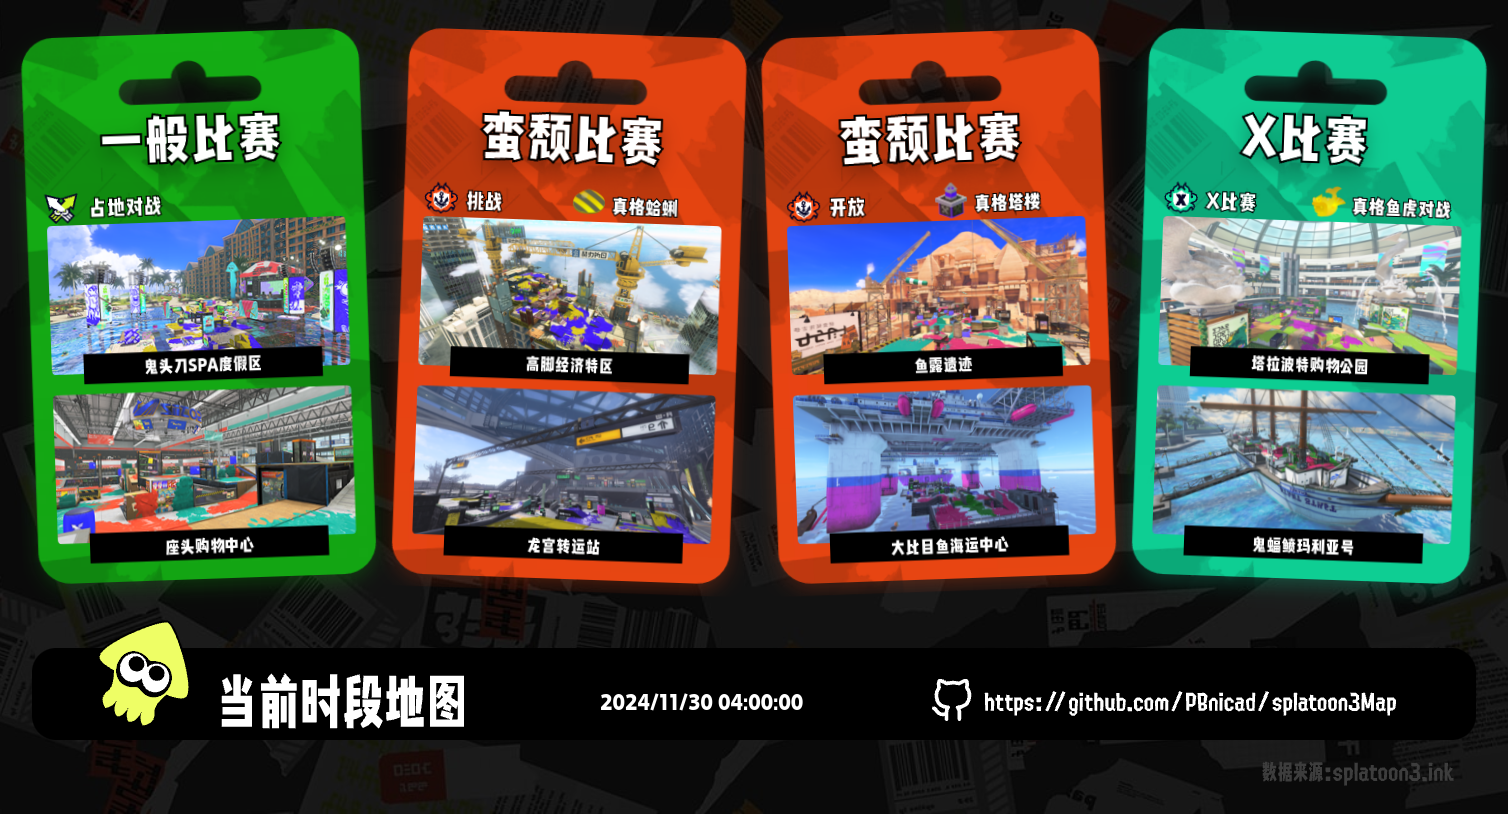 一般比赛
占地对战
鬼头刀SPA度假区
座头购物中心
蛮颓比赛
挑战
真格蛤蜊
高脚经济特区
龙宫转运站
蛮颓比赛
开放
真格塔楼
鱼露遗迹
大比目鱼海运中心
X比赛
X比赛
真格鱼虎对战
塔拉波特购物公园
鬼蝠鲼玛利亚号
当前时段地图
2024/11/30 04:00:00
https://github.com/PBnicad/splatoon3Map
数据来源:splatoon3.ink